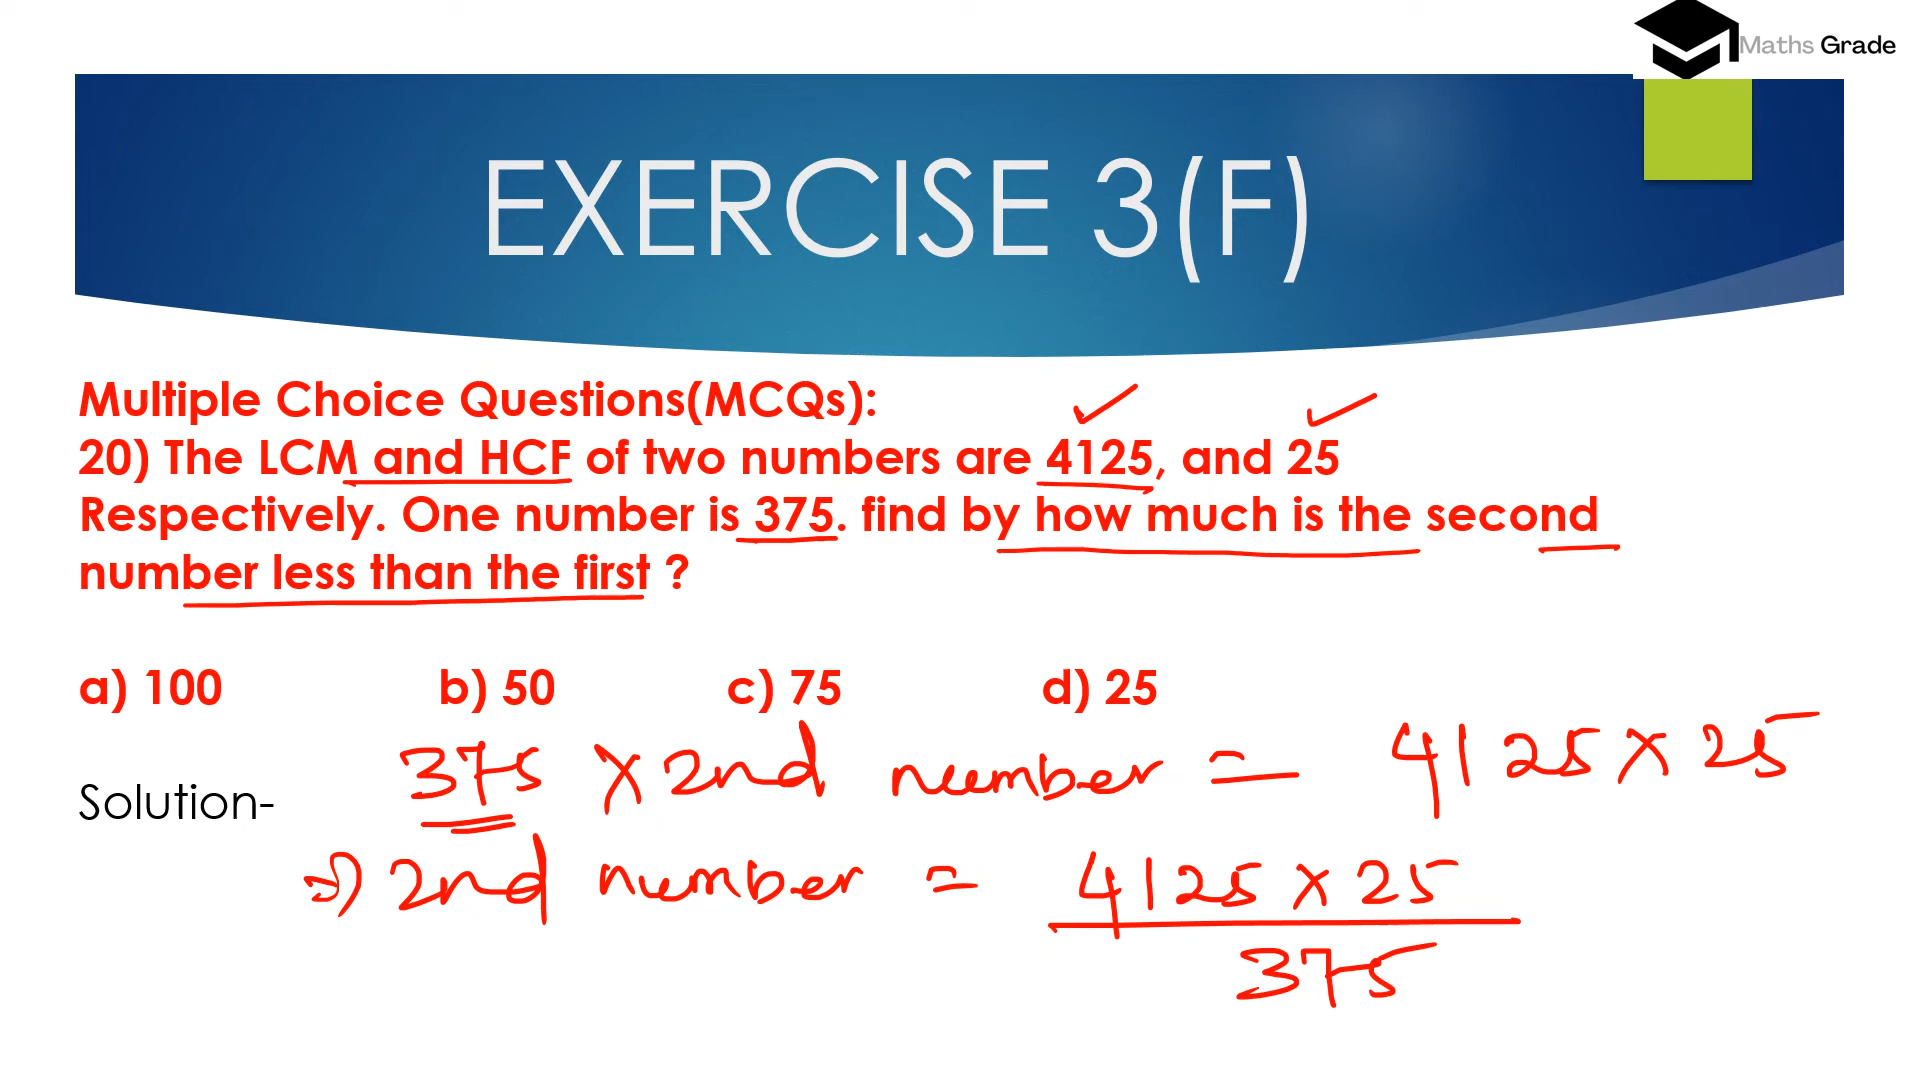 Maths Grade
EXERCISE 3(F)
Multiple Choice Questions(MCQs):
20) The LCM and HCF of two numbers are 4125, and 25
Respectively. One number is 375. find by how much is the second
number less than the first ?
a) 100 b) 50 c) 75 d) 25
375 × 2nd number = 4125 × 25
Solution-
⇒) 2nd number = 4125 × 25
375